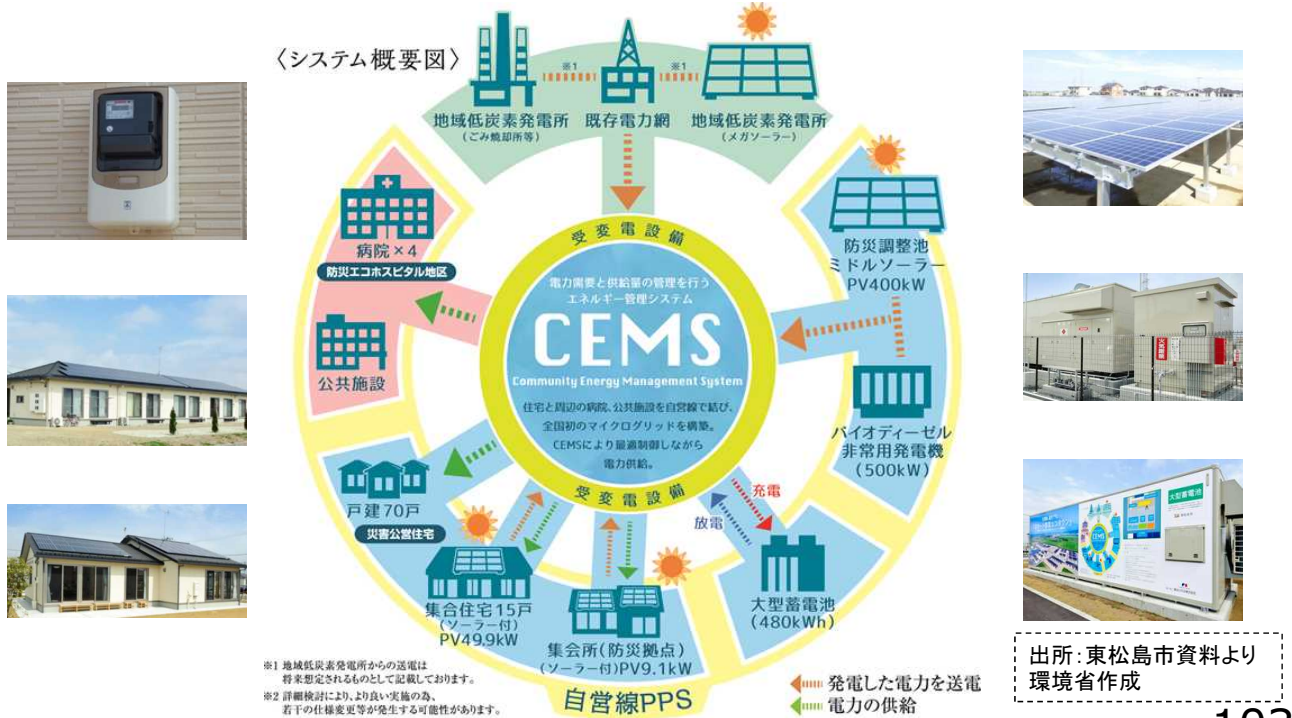 〈システム概要図〉
※1
※1
地域低炭素発電所
(ごみ焼却所等)
既存電力網
地域低炭素発電所
(メガソーラー)
病院×4
防災エコホスピタル地区
公共施設
受変電設備
電力需要と供給量の管理を行う
エネルギー管理システム
CEMS
Community Energy Management System
住宅と周辺の病院、公共施設を自営線で結び、
全国初のマイクログリッドを構築。
CEMSにより最適制御しながら
電力供給。
受変電設備
防災調整池
ミドルソーラー
PV400kW
バイオディーゼル
非常用発電機
(500kW)
戸建70戸
災害公営住宅
集合住宅15戸
(ソーラー付)
PV49.9kW
集会所(防災拠点)
(ソーラー付)PV9.1kW
放電
充電
大型蓄電池
(480kWh)
自営線PPS
※1 地域低炭素発電所からの送電は
将来想定されるものとして記載しております。
※2 詳細検討により、より良い実施の為、
若干の仕様変更等が発生する可能性があります。
発電した電力を送電
電力の供給
大型蓄電池
CEMS
出所:東松島市資料より
環境省作成